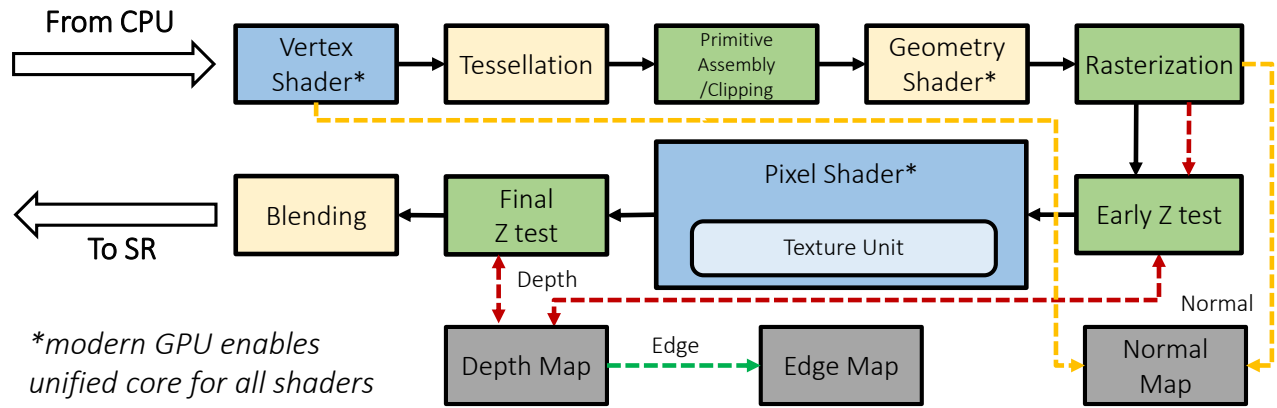 From CPU
Vertex
Shader*
Tessellation
Primitive
Assembly
/Clipping
Geometry
Shader*
Rasterization
To SR
Blending
Final
Z test
Pixel Shader*
Texture Unit
Early Z test
Depth
Normal
*modern GPU enables
unified core for all shaders
Depth Map
Edge
Edge Map
Normal
Map